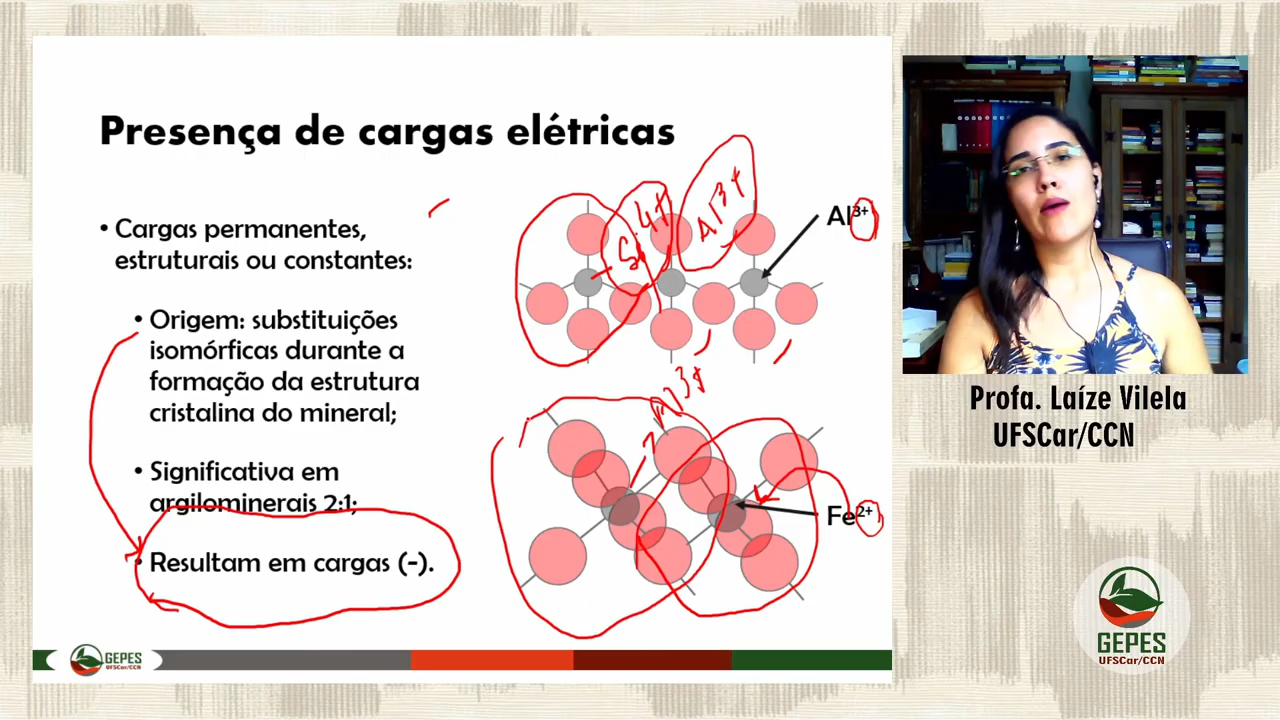 Presença de cargas elétricas
• Cargas permanentes,
estruturais ou constantes:
• Origem: substituições
isomórficas durante a
formação da estrutura
cristalina do mineral;
• Significativa em
argilominerais 2:1;
• Resultam em cargas (-).
Si4+
Al3+
Al3+
Al3+
Fe2+
GEPES
UFSCar/CCN
Profa. Laíze Vilela
UFSCar/CCN
GEPES
UFSCar/CCN